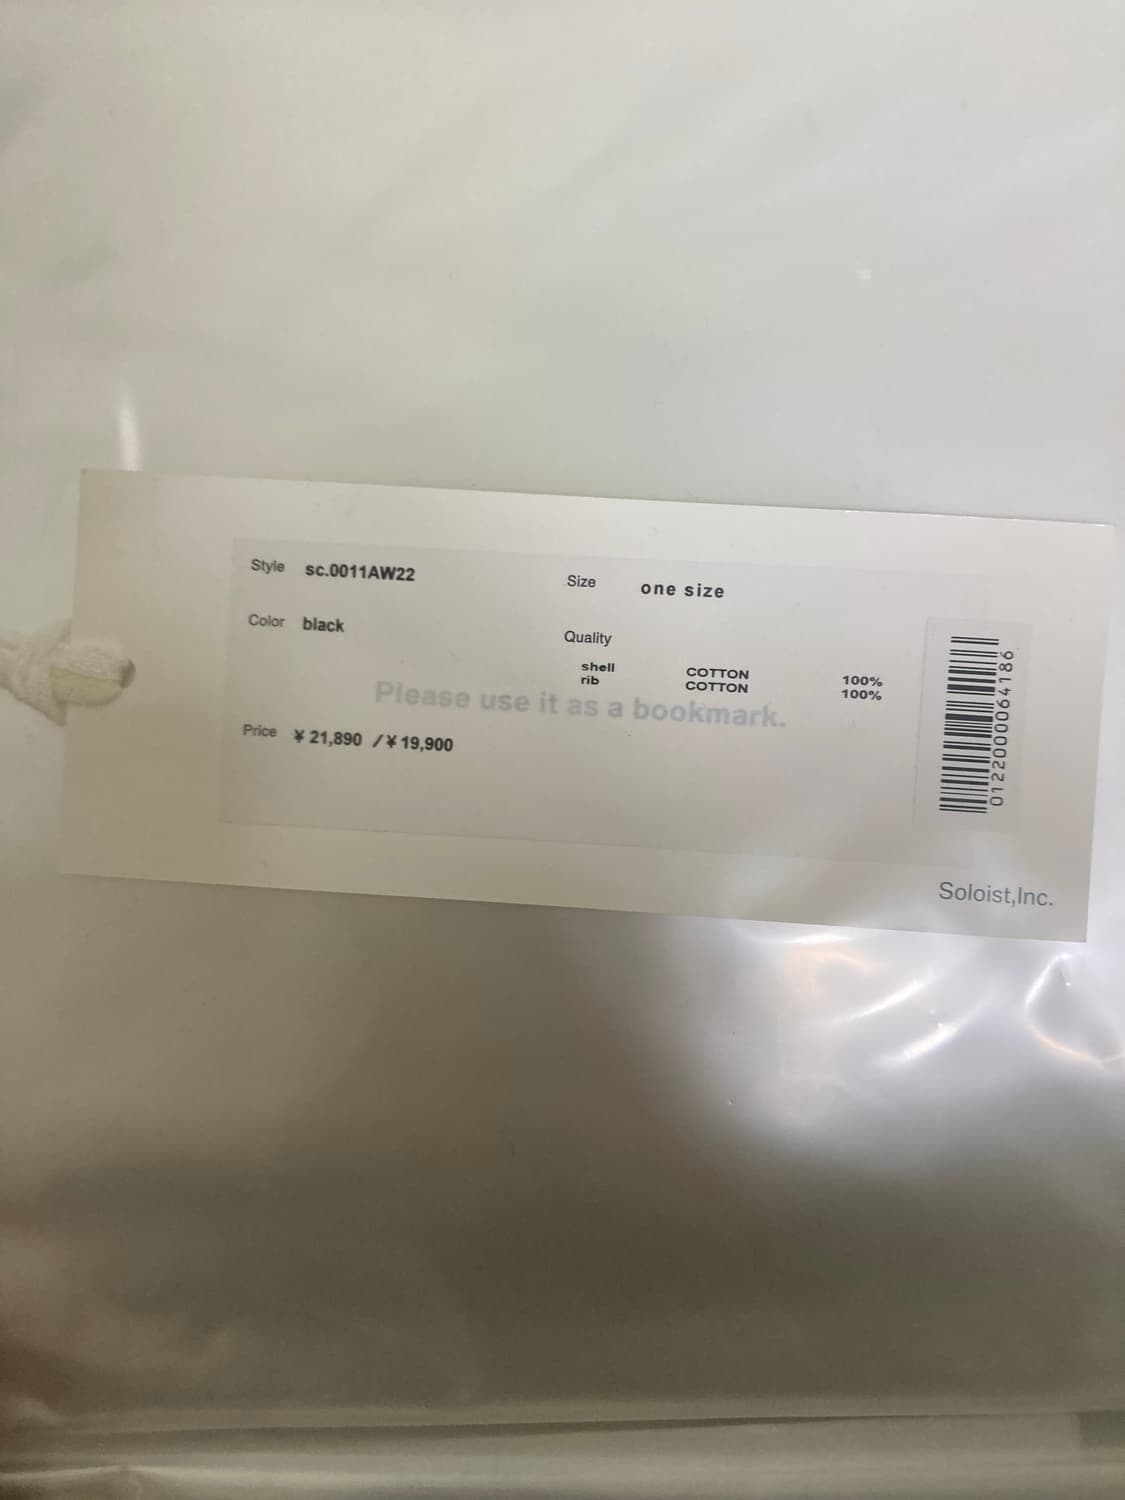 Style sc.0011AW22
Size one size
Color black
Quality
shell COTTON 100%
rib COTTON 100%
Please use it as a bookmark.
Price ¥ 21,890 / ¥ 19,900
0122000064186
Soloist,Inc.